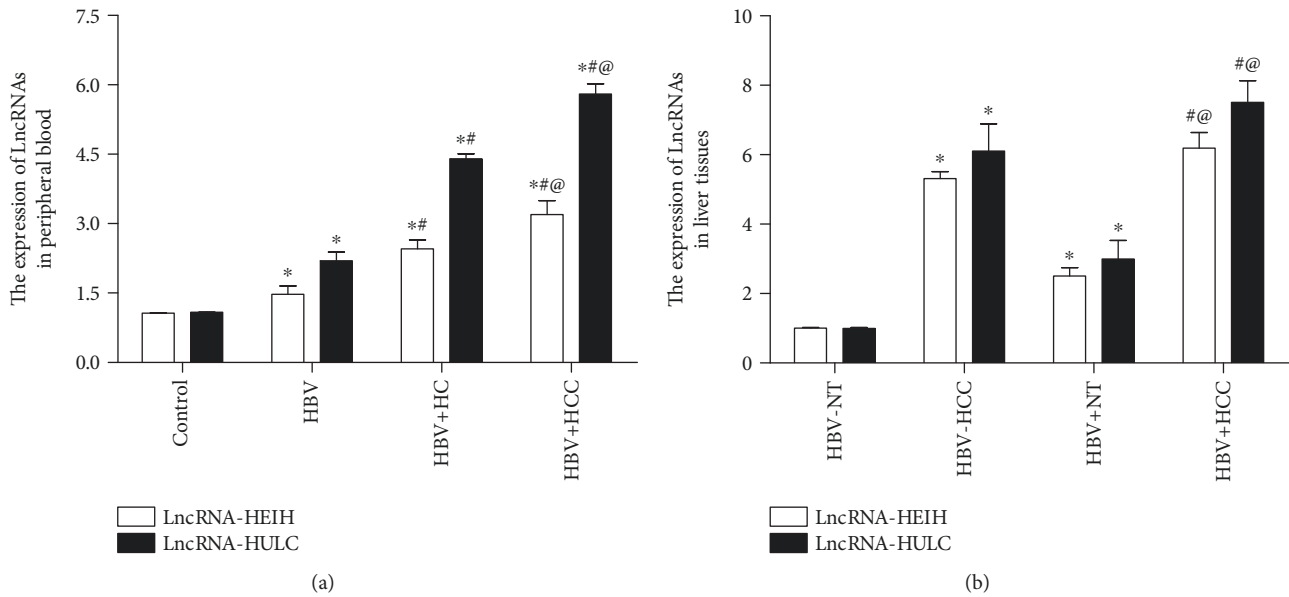 The expression of LncRNAs
in peripheral blood
7.5
6.0
4.5
3.0
1.5
0.0
*
*
*#
*#
*#@
*#@
Control
HBV
HBV+HC
HBV+HCC
LncRNA-HEIH
LncRNA-HULC
(a)
The expression of LncRNAs
in liver tissues
10
8
6
4
2
0
*
*
*
*
#@
#@
HBV-NT
HBV-HCC
HBV+NT
HBV+HCC
LncRNA-HEIH
LncRNA-HULC
(b)